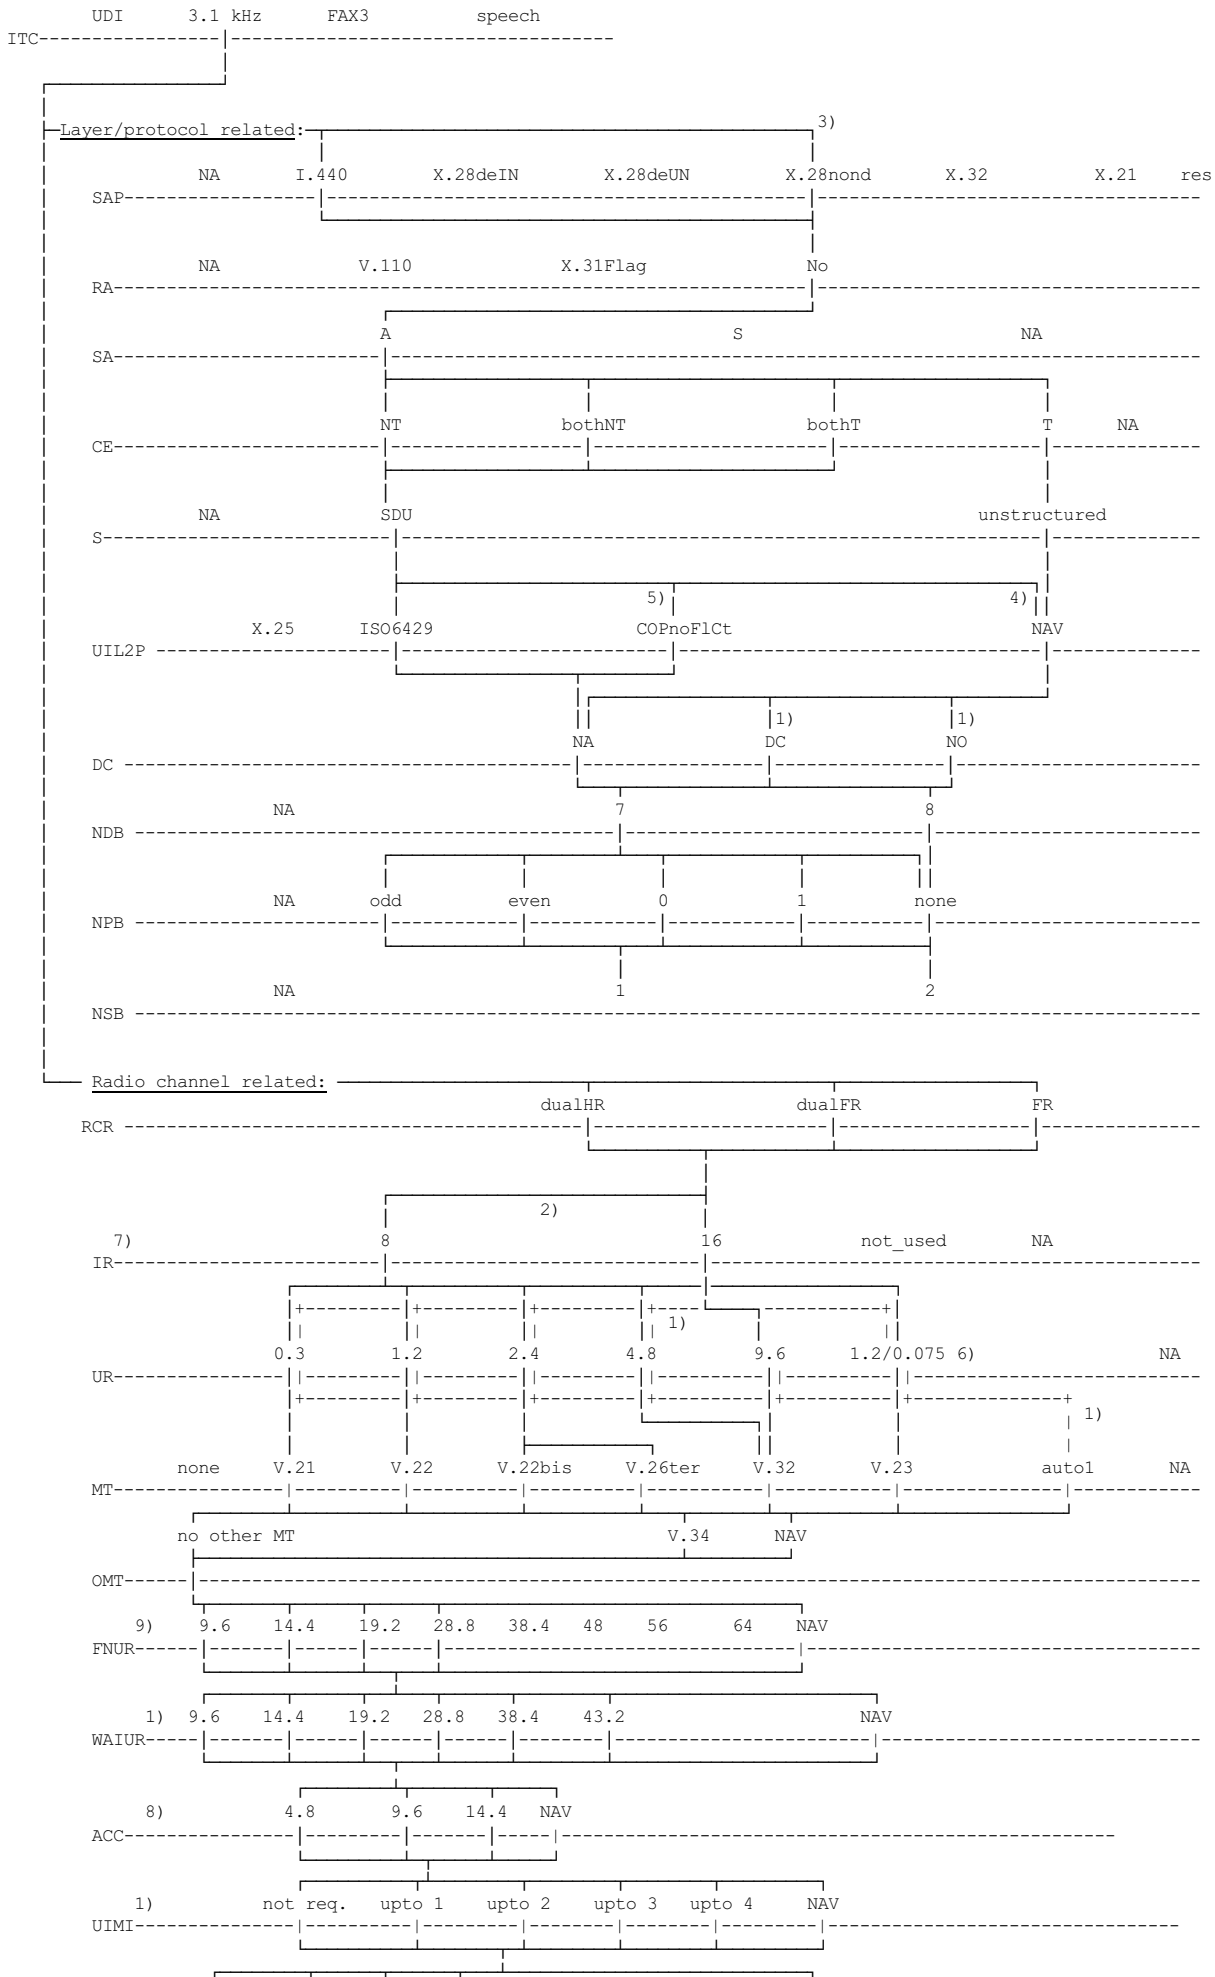 UDI 3.1 kHz FAX3 speech
ITC
Layer/protocol related: 3)
NA I.440 X.28deIN X.28deUN X.28nond X.32 X.21 res
SAP
NA V.110 X.31Flag No
RA
A S NA
SA
NT bothNT bothT T NA
CE
NA SDU unstructured
S
5) 4)
X.25 ISO6429 COPnoFlCt NAV
UIL2P
1) 1)
NA DC NO
DC
NA 7 8
NDB
NA odd even 0 1 none
NPB
NA 1 2
NSB
Radio channel related:
dualHR dualFR FR
RCR
2)
7) 8 16 not_used NA
IR
1)
0.3 1.2 2.4 4.8 9.6 1.2/0.075 6) NA
UR
1)
none V.21 V.22 V.22bis V.26ter V.32 V.23 auto1 NA
MT
no other MT V.34 NAV
OMT
9) 9.6 14.4 19.2 28.8 38.4 48 56 64 NAV
FNUR
1) 9.6 14.4 19.2 28.8 38.4 43.2 NAV
WAIUR
8) 4.8 9.6 14.4 NAV
ACC
1) not req. upto 1 upto 2 upto 3 upto 4 NAV
UIMI